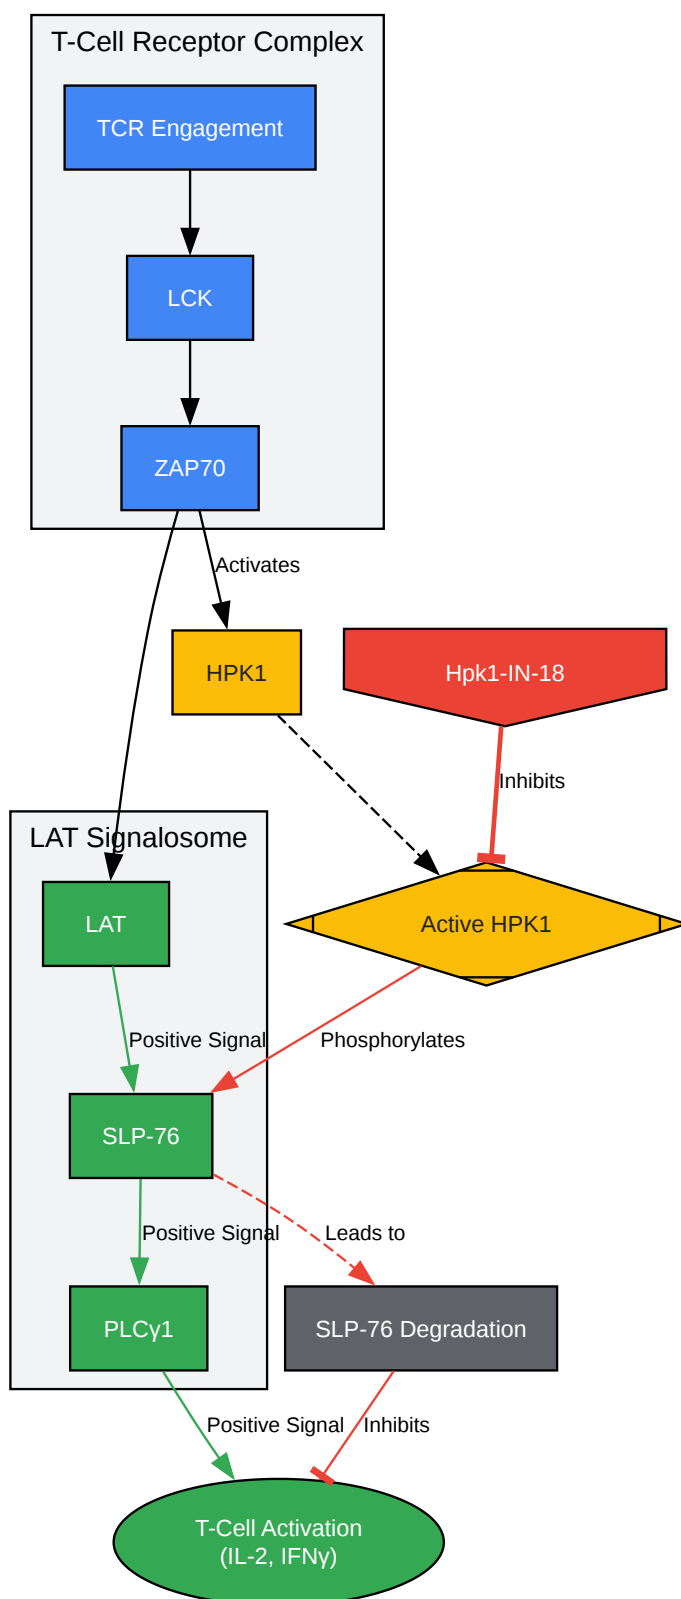 T-Cell Receptor Complex
TCR Engagement
LCK
ZAP70
Activates
HPK1
Hpk1-IN-18
Inhibits
LAT Signalosome
LAT
Active HPK1
Positive Signal
Phosphorylates
SLP-76
Positive Signal
Leads to
PLCγ1
SLP-76 Degradation
Positive Signal
Inhibits
T-Cell Activation
(IL-2, IFNγ)